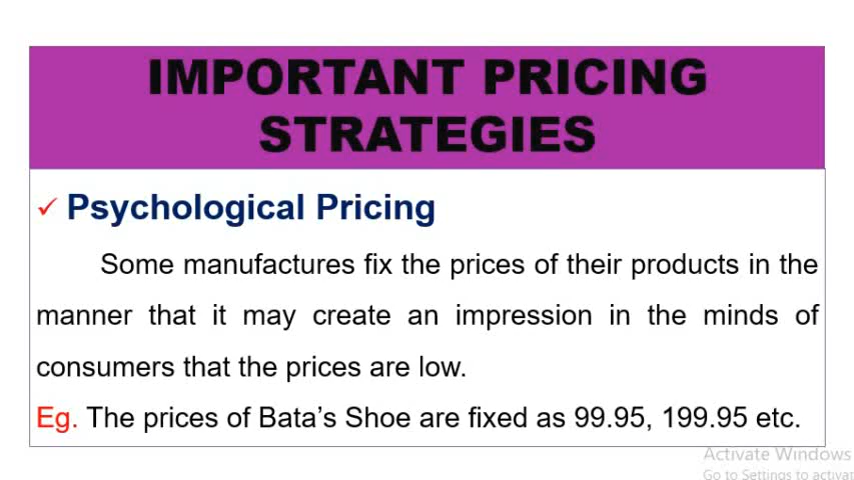 IMPORTANT PRICING
STRATEGIES
✓ Psychological Pricing
Some manufactures fix the prices of their products in the
manner that it may create an impression in the minds of
consumers that the prices are low.
Eg. The prices of Bata’s Shoe are fixed as 99.95, 199.95 etc.
Activate Windows
Go to Settings to activat